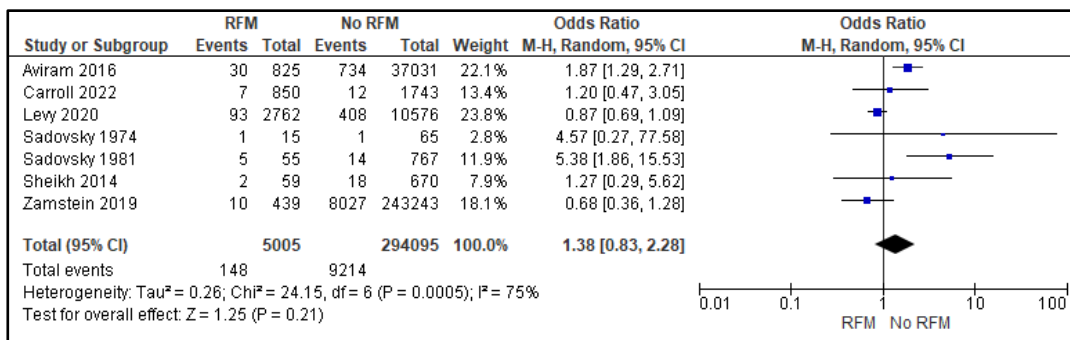 RFM No RFM Odds Ratio Odds Ratio
Study or Subgroup Events Total Events Total Weight M-H, Random, 95% CI M-H, Random, 95% CI
Aviram 2016 30 825 734 37031 22.1% 1.87 [1.29, 2.71]
Carroll 2022 7 850 12 1743 13.4% 1.20 [0.47, 3.05]
Levy 2020 93 2762 408 10576 23.8% 0.87 [0.69, 1.09]
Sadovsky 1974 1 15 1 65 2.8% 4.57 [0.27, 77.58]
Sadovsky 1981 5 55 14 767 11.9% 5.38 [1.86, 15.53]
Sheikh 2014 2 59 18 670 7.9% 1.27 [0.29, 5.62]
Zamstein 2019 10 439 8027 243243 18.1% 0.68 [0.36, 1.28]
Total (95% CI) 5005 294095 100.0% 1.38 [0.83, 2.28]
Total events 148 9214
Heterogeneity: Tau² = 0.26; Chi² = 24.15, df = 6 (P = 0.0005); I² = 75%
Test for overall effect: Z = 1.25 (P = 0.21)
0.01 0.1 1 10 100
RFM No RFM